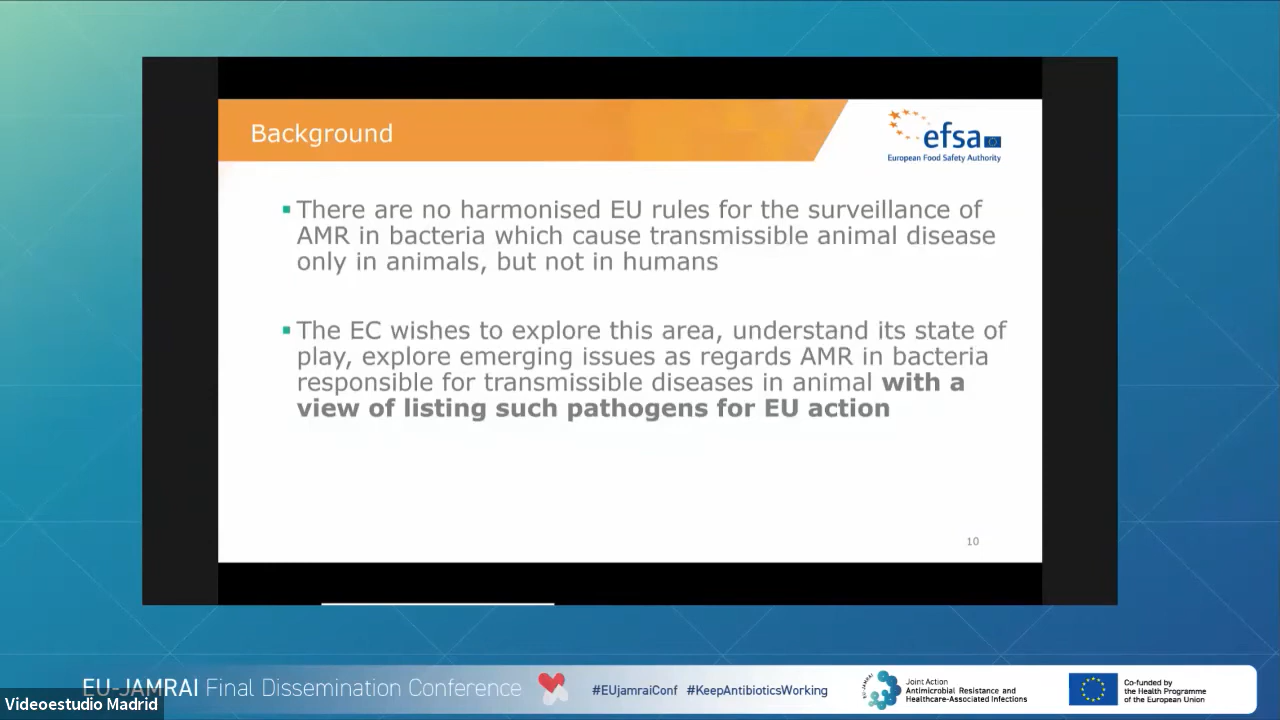 Background
efsa
European Food Safety Authority
There are no harmonised EU rules for the surveillance of
AMR in bacteria which cause transmissible animal disease
only in animals, but not in humans
The EC wishes to explore this area, understand its state of
play, explore emerging issues as regards AMR in bacteria
responsible for transmissible diseases in animal with a
view of listing such pathogens for EU action
10
EU-JAMRAI Final Dissemination Conference
#EUjamraiConf #KeepAntibioticsWorking
EU-JAMRAI
Joint Action
Antimicrobial Resistance and
Healthcare-Associated Infections
Co-funded by
the Health Programme
of the European Union
Videoestudio Madrid